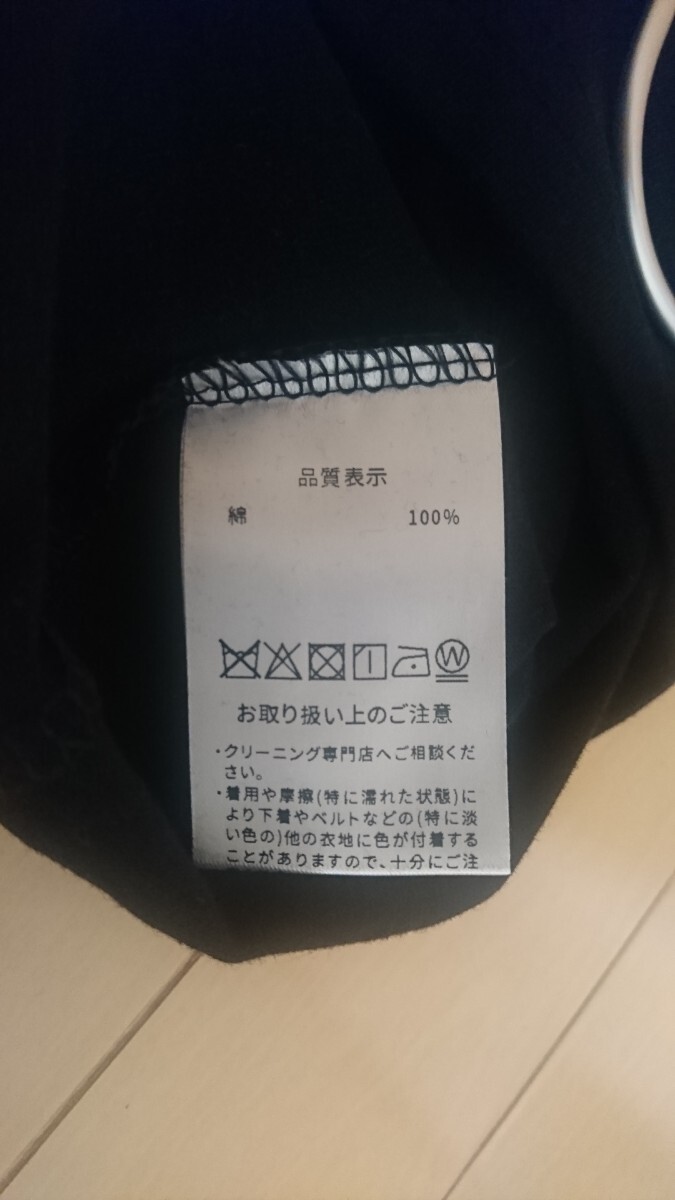 品質表示
綿 100%
W
お取り扱い上のご注意
・クリーニング専門店へご相談くだ
さい。
・着用や摩擦(特に濡れた状態)に
より下着やベルトなどの(特に淡
い色の)他の衣地に色が付着する
ことがありますので、十分にご注